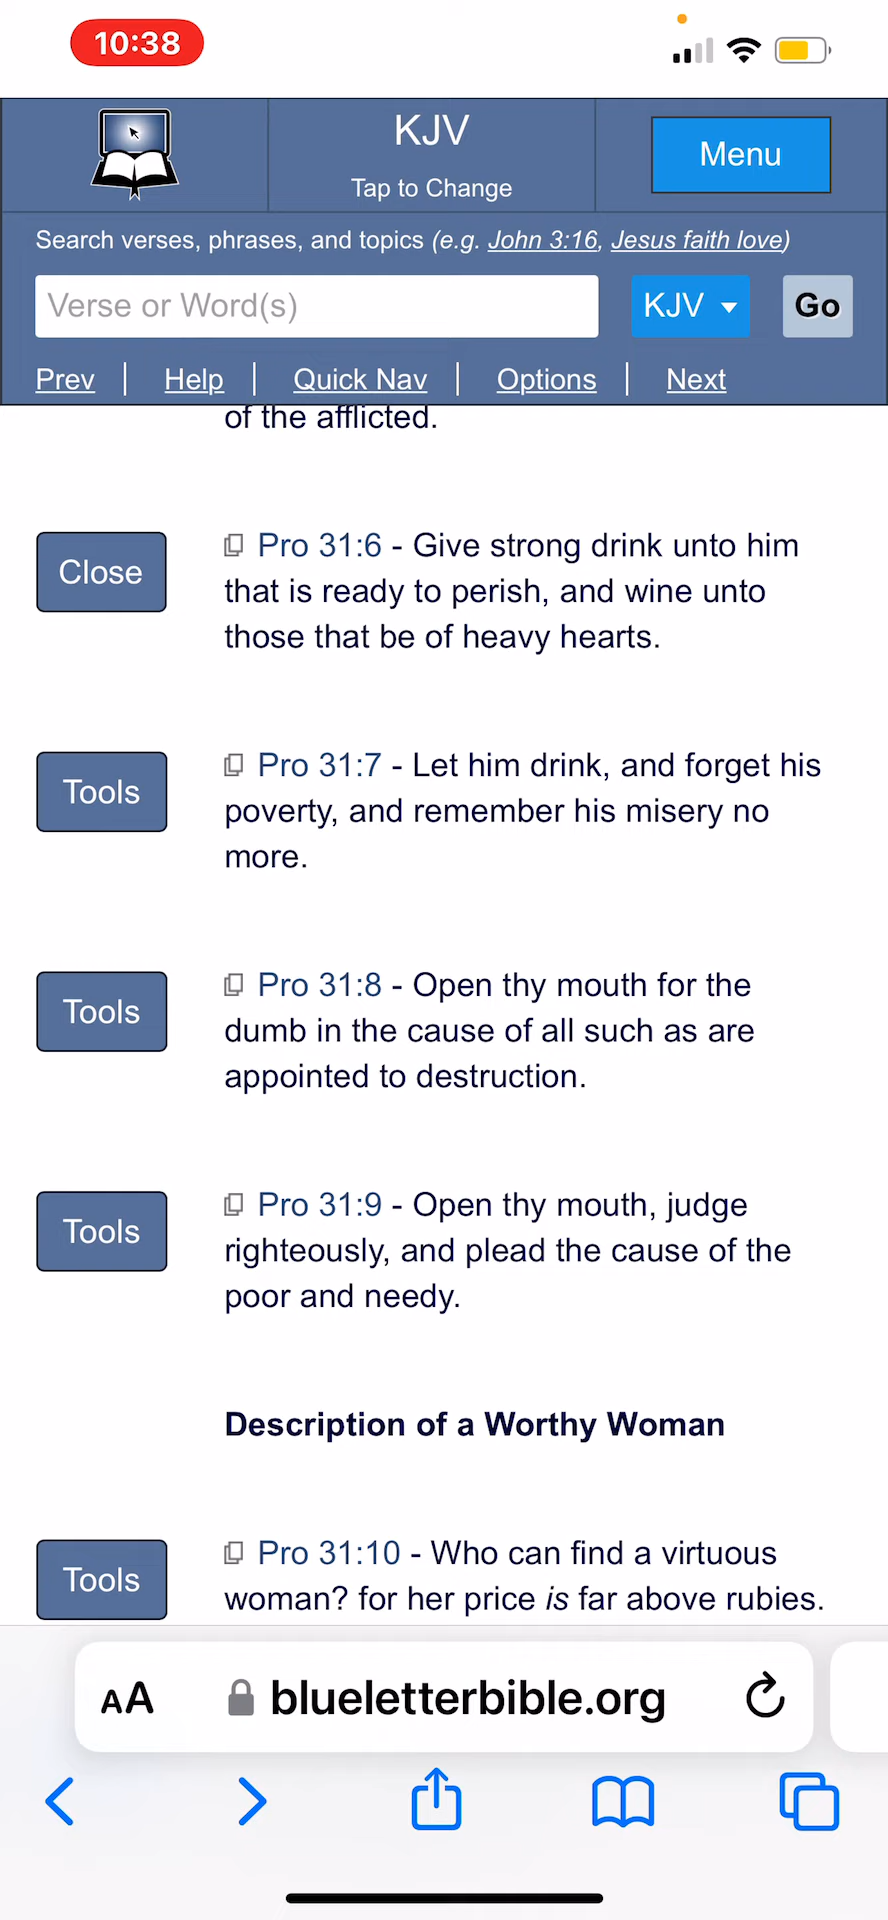 10:38
KJV
Tap to Change
Menu
Search verses, phrases, and topics (e.g. John 3:16, Jesus faith love)
Verse or Word(s)
KJV
Go
Prev | Help | Quick Nav | Options | Next
of the afflicted.
Close
Pro 31:6 - Give strong drink unto him
that is ready to perish, and wine unto
those that be of heavy hearts.
Tools
Pro 31:7 - Let him drink, and forget his
poverty, and remember his misery no
more.
Tools
Pro 31:8 - Open thy mouth for the
dumb in the cause of all such as are
appointed to destruction.
Tools
Pro 31:9 - Open thy mouth, judge
righteously, and plead the cause of the
poor and needy.
Description of a Worthy Woman
Tools
Pro 31:10 - Who can find a virtuous
woman? for her price is far above rubies.
AA
blueletterbible.org